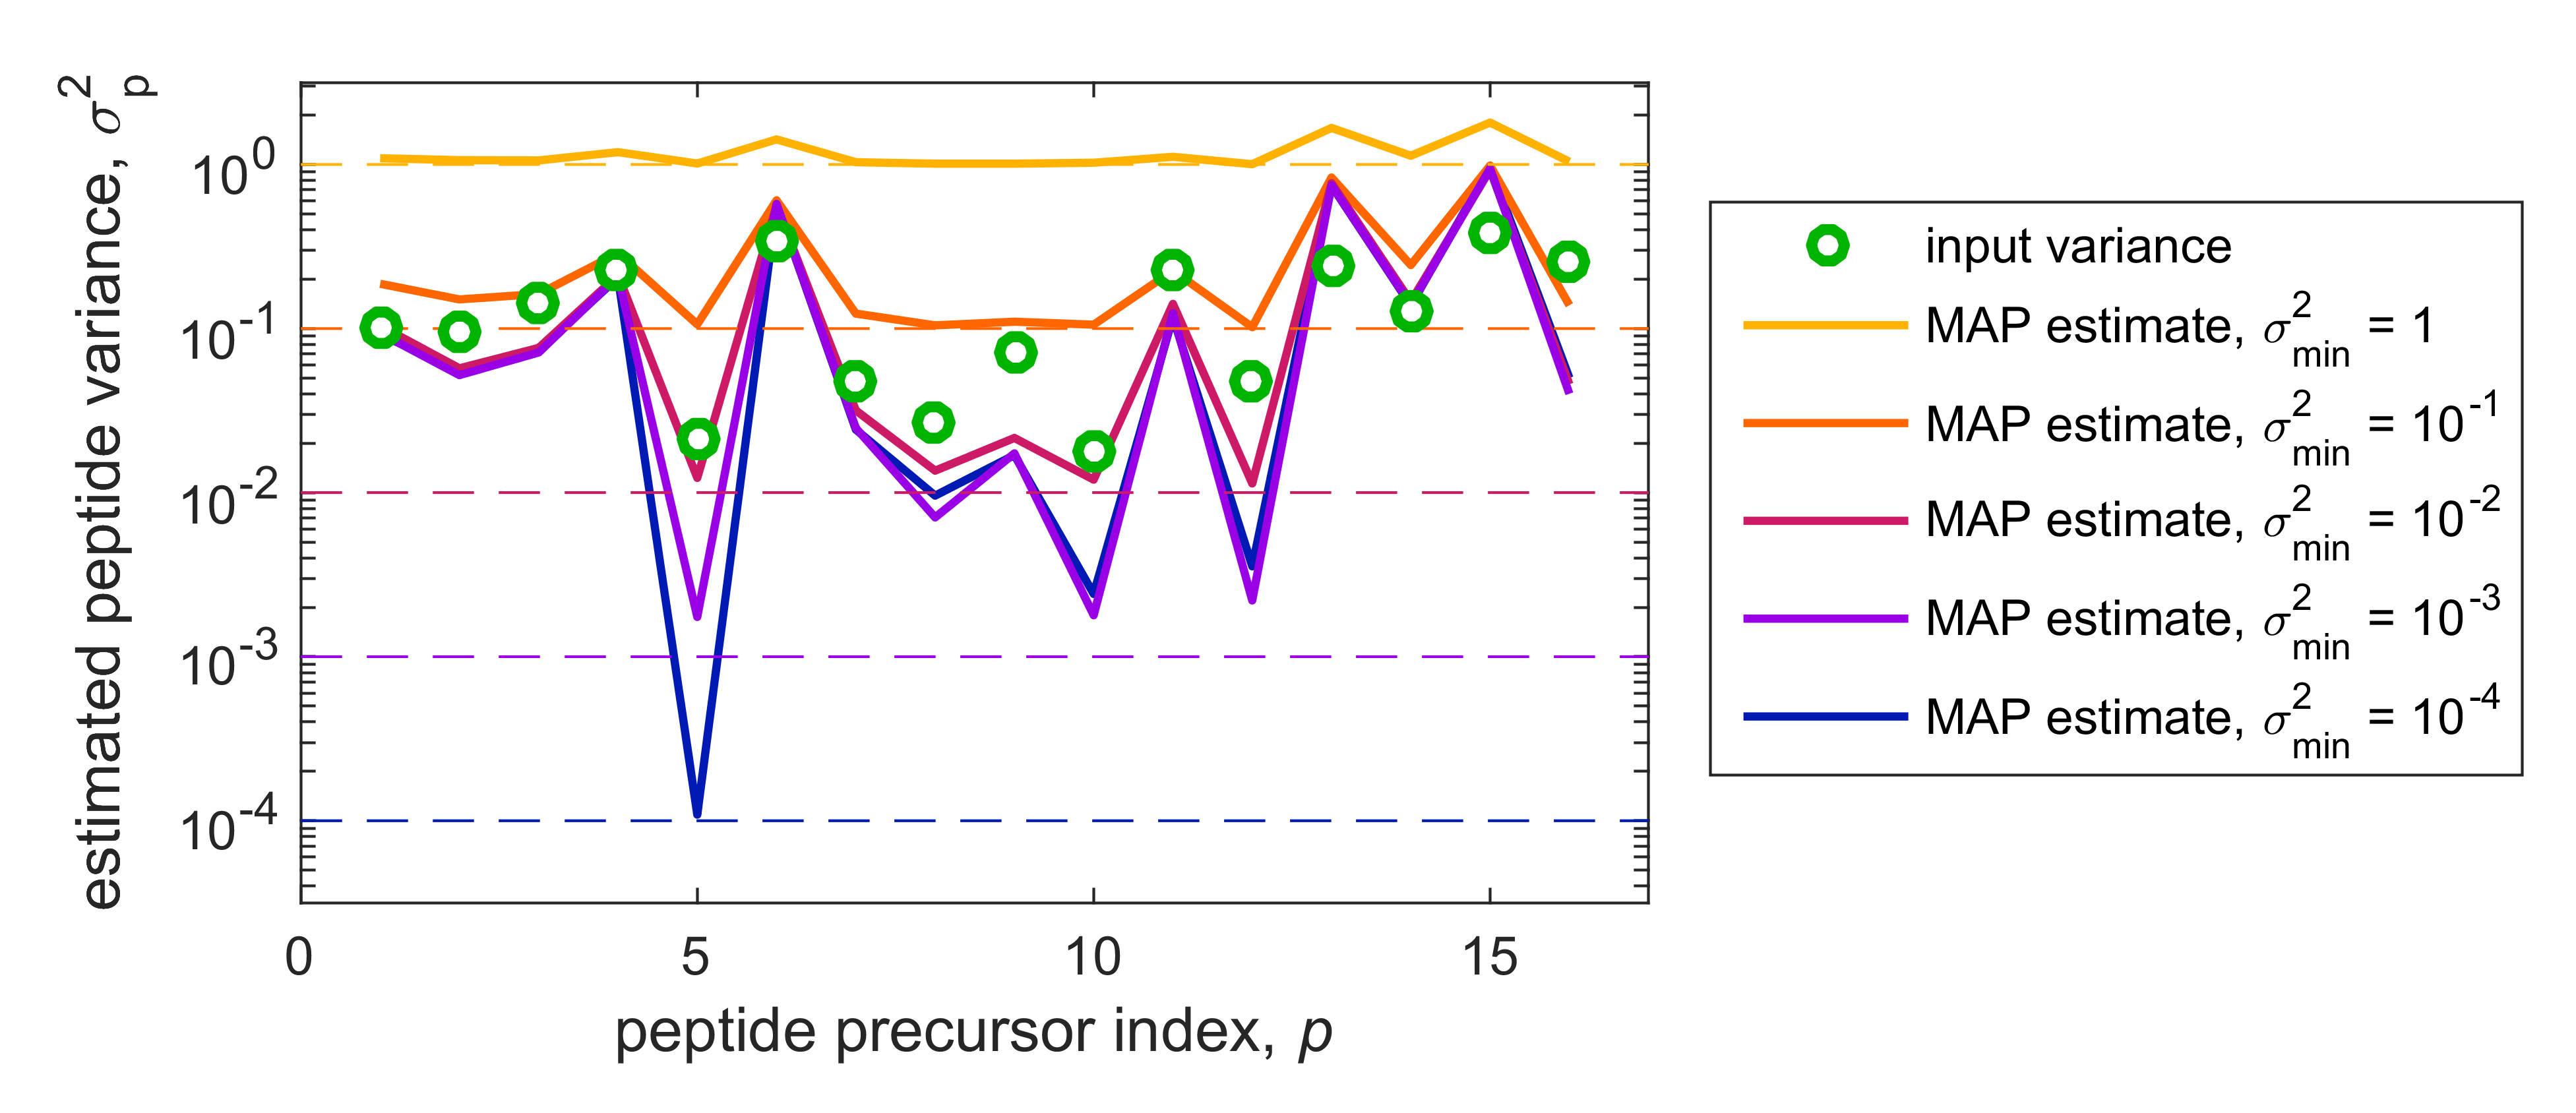 estimated peptide variance, σ²ₚ
10⁰
10⁻¹
10⁻²
10⁻³
10⁻⁴
0 5 10 15
peptide precursor index, p
input variance
MAP estimate, σ²min = 1
MAP estimate, σ²min = 10⁻¹
MAP estimate, σ²min = 10⁻²
MAP estimate, σ²min = 10⁻³
MAP estimate, σ²min = 10⁻⁴